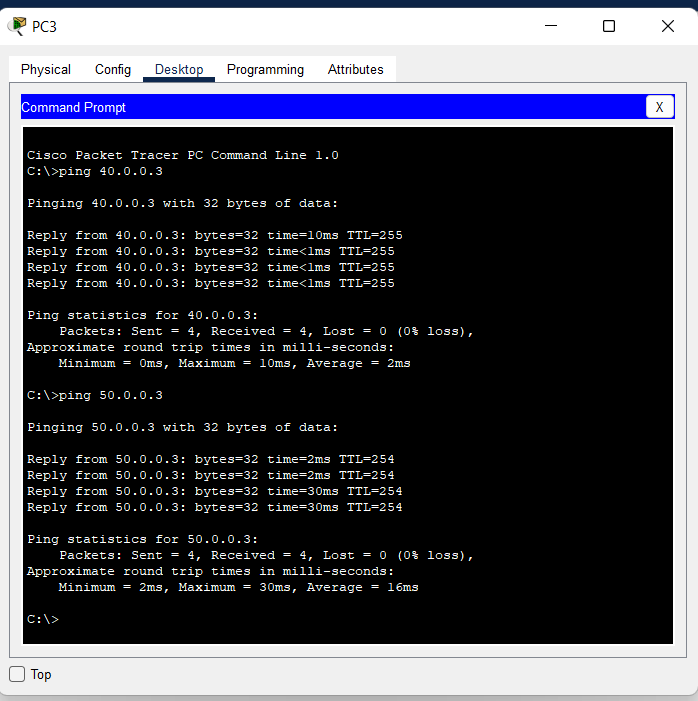 PC3
Physical Config Desktop Programming Attributes
Command Prompt
X
Cisco Packet Tracer PC Command Line 1.0
C:\>ping 40.0.0.3
Pinging 40.0.0.3 with 32 bytes of data:
Reply from 40.0.0.3: bytes=32 time=10ms TTL=255
Reply from 40.0.0.3: bytes=32 time<1ms TTL=255
Reply from 40.0.0.3: bytes=32 time<1ms TTL=255
Reply from 40.0.0.3: bytes=32 time<1ms TTL=255
Ping statistics for 40.0.0.3:
    Packets: Sent = 4, Received = 4, Lost = 0 (0% loss),
Approximate round trip times in milli-seconds:
    Minimum = 0ms, Maximum = 10ms, Average = 2ms
C:\>ping 50.0.0.3
Pinging 50.0.0.3 with 32 bytes of data:
Reply from 50.0.0.3: bytes=32 time=2ms TTL=254
Reply from 50.0.0.3: bytes=32 time=2ms TTL=254
Reply from 50.0.0.3: bytes=32 time=30ms TTL=254
Reply from 50.0.0.3: bytes=32 time=30ms TTL=254
Ping statistics for 50.0.0.3:
    Packets: Sent = 4, Received = 4, Lost = 0 (0% loss),
Approximate round trip times in milli-seconds:
    Minimum = 2ms, Maximum = 30ms, Average = 16ms
C:\>
Top